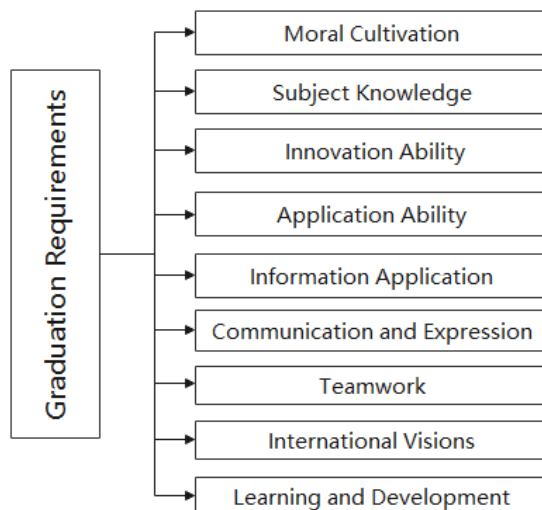 Graduation Requirements
Moral Cultivation
Subject Knowledge
Innovation Ability
Application Ability
Information Application
Communication and Expression
Teamwork
International Visions
Learning and Development